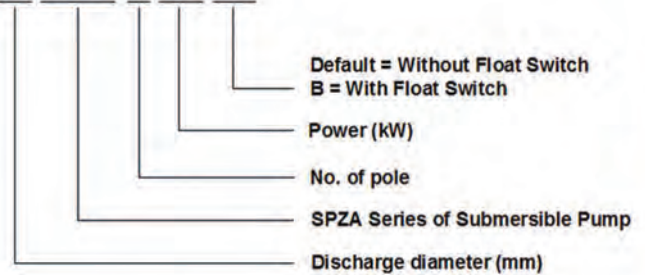 Default = Without Float Switch
B = With Float Switch
Power (kW)
No. of pole
SPZA Series of Submersible Pump
Discharge diameter (mm)